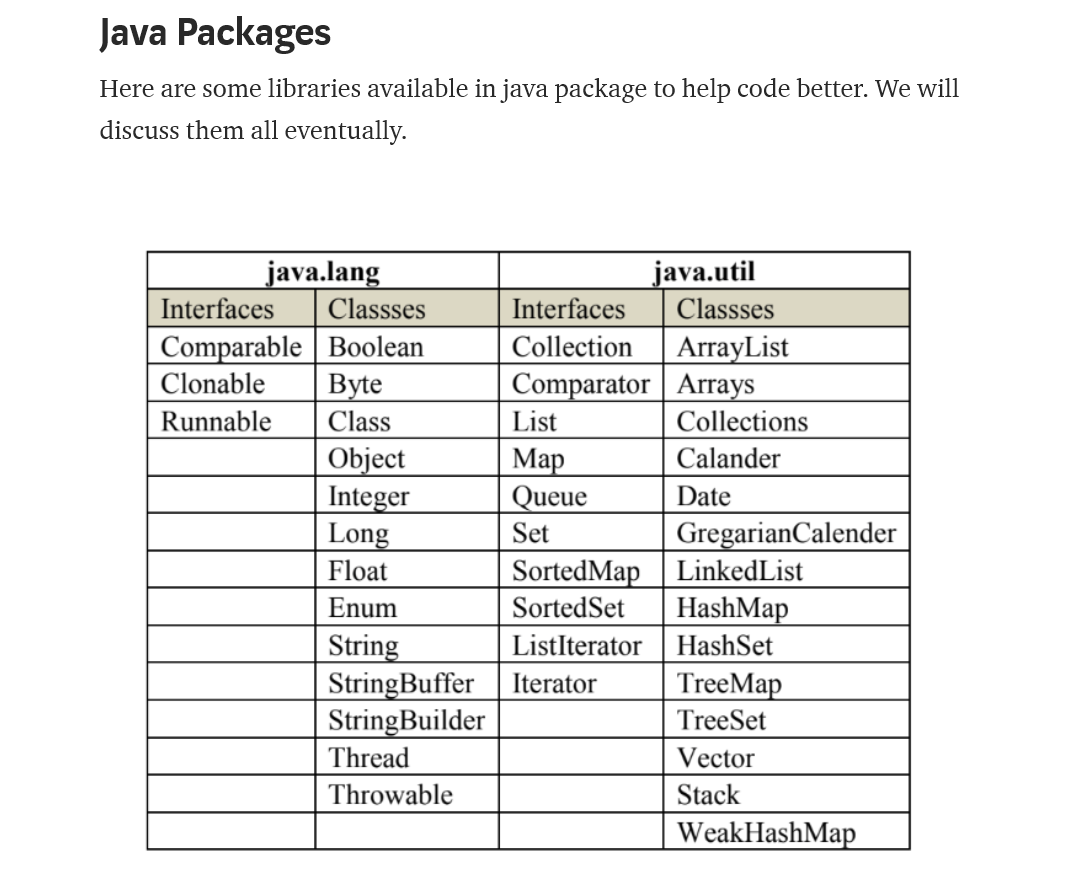 Java Packages
Here are some libraries available in java package to help code better. We will
discuss them all eventually.
java.lang java.util
Interfaces Classses Interfaces Classses
Comparable Boolean Collection ArrayList
Clonable Byte Comparator Arrays
Runnable Class List Collections
Object Map Calander
Integer Queue Date
Long Set GregarianCalender
Float SortedMap LinkedList
Enum SortedSet HashMap
String ListIterator HashSet
StringBuffer Iterator TreeMap
StringBuilder TreeSet
Thread Vector
Throwable Stack
WeakHashMap